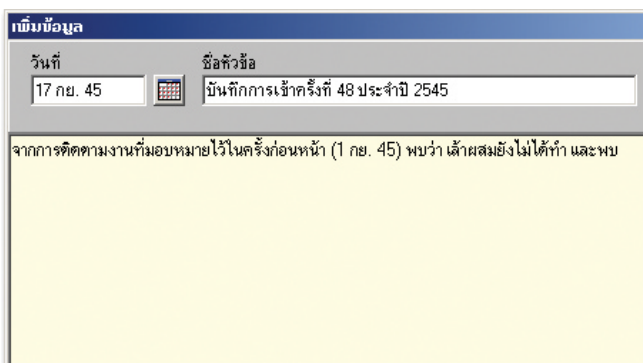 เพิ่มข้อมูล
วันที่ ชื่อหัวข้อ
17 กย. 45 บันทึกการเข้าครั้งที่ 48 ประจำปี 2545
จากการติดตามงานที่มอบหมายไว้ในครั้งก่อนหน้า (1 กย. 45) พบว่า เล้าผสมยังไม่ได้ทำ และพบ